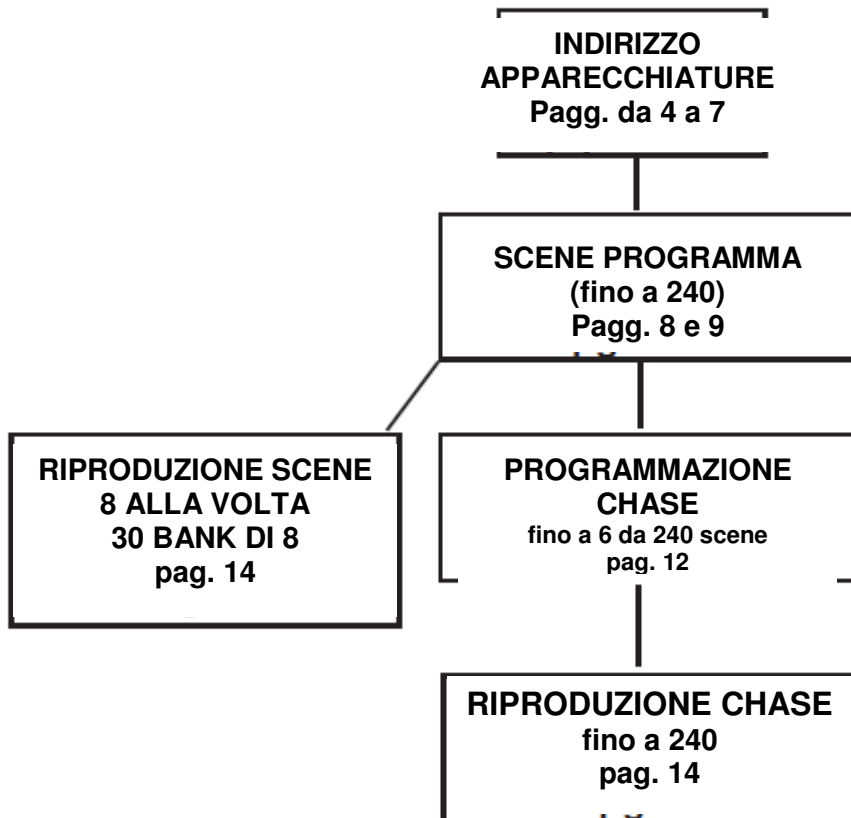 INDIRIZZO
APPARECCHIATURE
Pagg. da 4 a 7
SCENE PROGRAMMA
(fino a 240)
Pagg. 8 e 9
RIPRODUZIONE SCENE
8 ALLA VOLTA
30 BANK DI 8
pag. 14
PROGRAMMAZIONE
CHASE
fino a 6 da 240 scene
pag. 12
RIPRODUZIONE CHASE
fino a 240
pag. 14